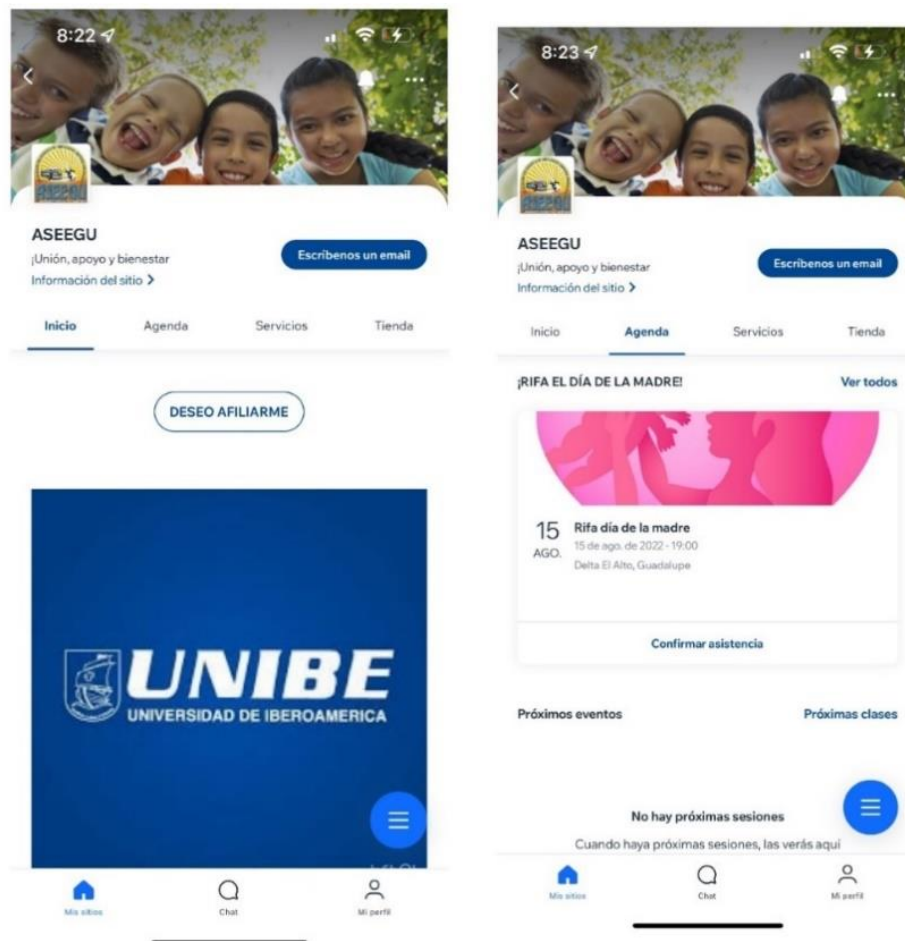 8:22
ASEEGU
¡Unión, apoyo y bienestar
Escríbenos un email
Información del sitio >
Inicio Agenda Servicios Tienda
DESEO AFILIARME
UNIBE
UNIVERSIDAD DE IBEROAMERICA
Mis sitios Chat Mi perfil
8:23
ASEEGU
¡Unión, apoyo y bienestar
Escríbenos un email
Información del sitio >
Inicio Agenda Servicios Tienda
¡RIFA EL DÍA DE LA MADRE! Ver todos
15 Rifa día de la madre
AGO. 15 de ago. de 2022 - 19:00
Delta El Alto, Guadalupe
Confirmar asistencia
Próximos eventos Próximas clases
No hay próximas sesiones
Cuando haya próximas sesiones, las verás aquí
Mis sitios Chat Mi perfil